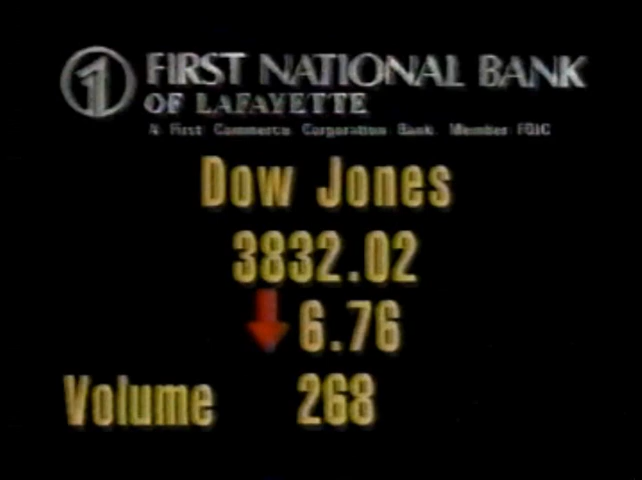 1 FIRST NATIONAL BANK
OF LAFAYETTE
A First Commerce Corporation Bank Member FDIC
Dow Jones
3832.02
6.76
Volume 268